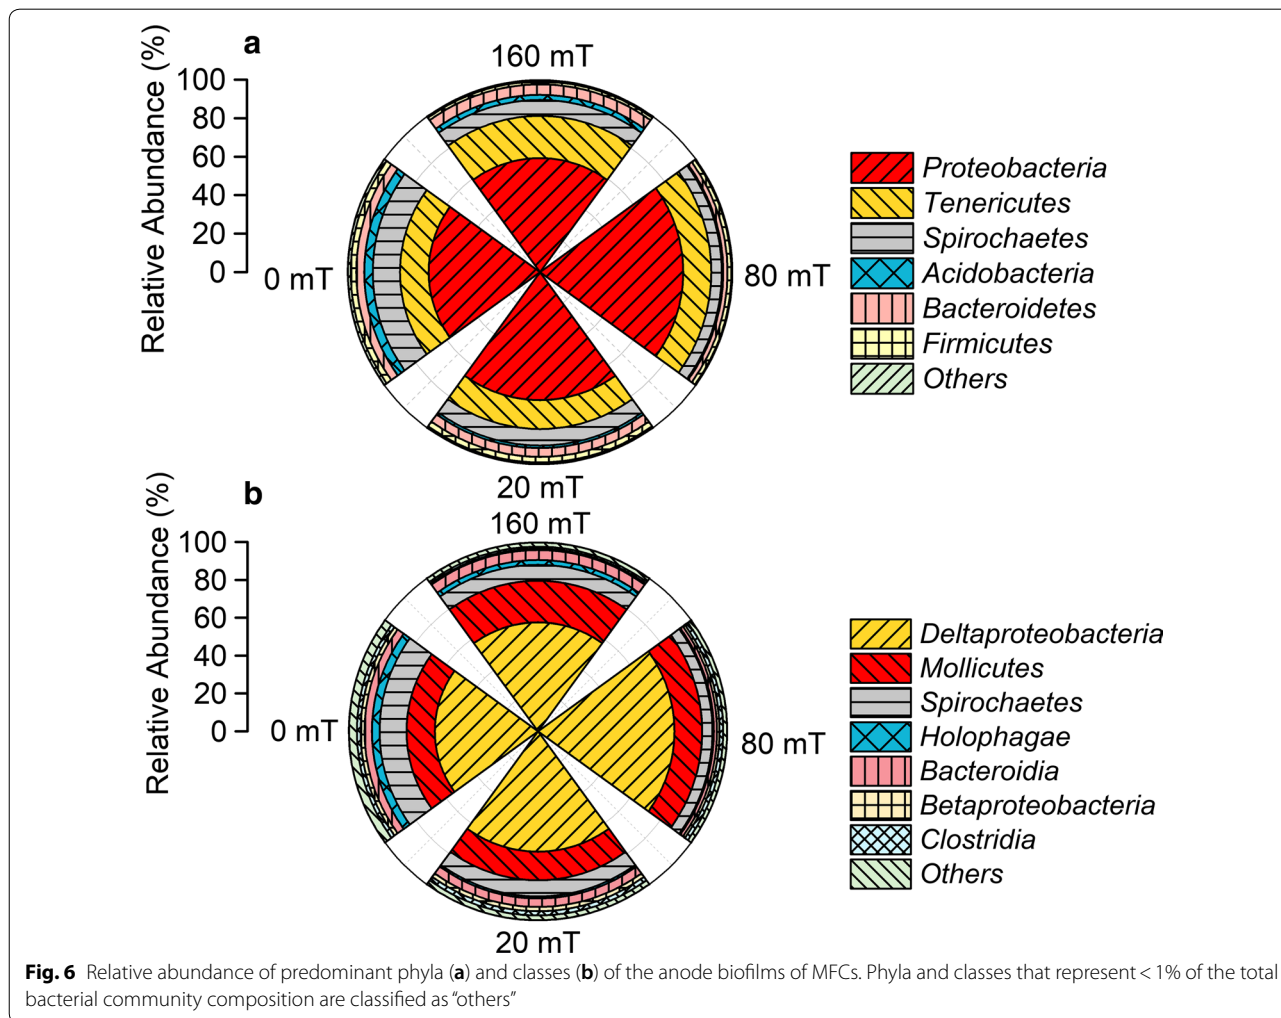 a
160 mT
Relative Abundance (%)
100
80
60
40
20
0
0 mT
80 mT
20 mT
Proteobacteria
Tenericutes
Spirochaetes
Acidobacteria
Bacteroidetes
Firmicutes
Others
b
160 mT
Relative Abundance (%)
100
80
60
40
20
0
0 mT
80 mT
20 mT
Deltaproteobacteria
Mollicutes
Spirochaetes
Holophagae
Bacteroidia
Betaproteobacteria
Clostridia
Others
Fig. 6 Relative abundance of predominant phyla (a) and classes (b) of the anode biofilms of MFCs. Phyla and classes that represent < 1% of the total
bacterial community composition are classified as “others”